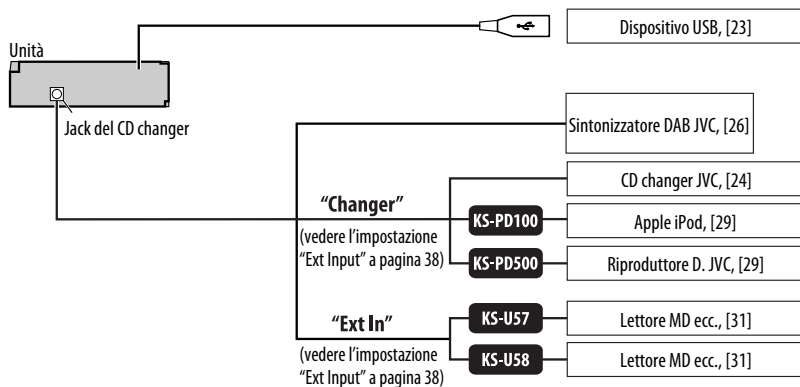 Dispositivo USB, [23]
Unità
Jack del CD changer
Sintonizzatore DAB JVC, [26]
CD changer JVC, [24]
"Changer"
(vedere l'impostazione
"Ext Input" a pagina 38)
KS-PD100
Apple iPod, [29]
KS-PD500
Riproduttore D. JVC, [29]
"Ext In"
(vedere l'impostazione
"Ext Input" a pagina 38)
KS-U57
Lettore MD ecc., [31]
KS-U58
Lettore MD ecc., [31]